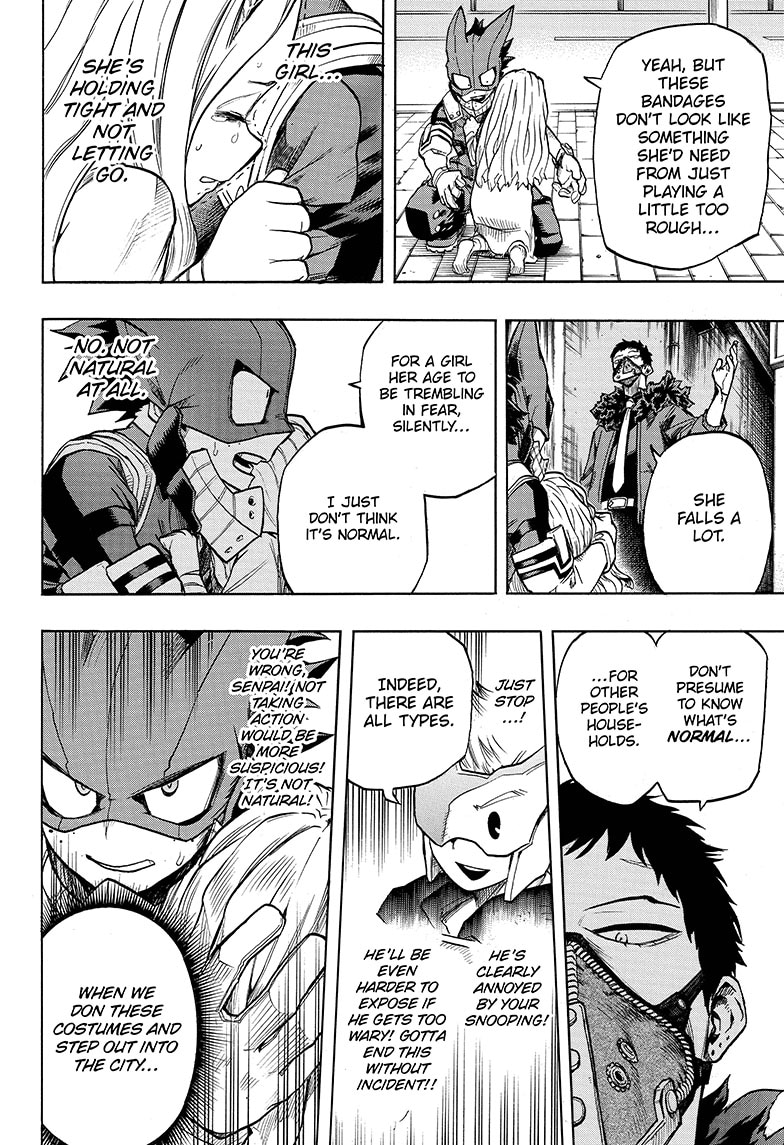 YEAH, BUT
THESE
BANDAGES
DON'T LOOK LIKE
SOMETHING
SHE'D NEED
FROM JUST
PLAYING
A LITTLE TOO
ROUGH...
THIS
GIRL...
SHE'S
HOLDING
TIGHT AND
NOT
LETTING
GO.
SHE
FALLS A
LOT.
FOR A GIRL
HER AGE TO
BE TREMBLING
IN FEAR,
SILENTLY...
I JUST
DON'T THINK
IT'S NORMAL.
NO. NOT
NATURAL
AT ALL.
DON'T
PRESUME
TO KNOW
WHAT'S
NORMAL...
...FOR
OTHER
PEOPLE'S
HOUSE-
HOLDS.
JUST
STOP
...!
INDEED,
THERE ARE
ALL TYPES.
HE'S
CLEARLY
ANNOYED
BY YOUR
SNOOPING!
HE'LL BE
EVEN
HARDER TO
EXPOSE IF
HE GETS TOO
WARY! GOTTA
END THIS
WITHOUT
INCIDENT!!
YOU'RE
WRONG,
SENPAI! NOT
TAKING
ACTION
WOULD BE
MORE
SUSPICIOUS!
IT'S NOT
NATURAL!
WHEN WE
DON THESE
COSTUMES AND
STEP OUT INTO
THE CITY...